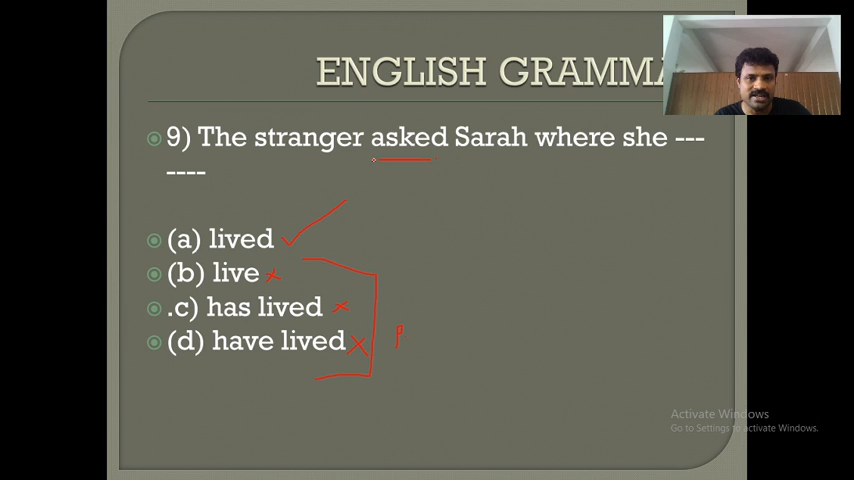 ENGLISH GRAMMA
9) The stranger asked Sarah where she ---
----
(a) lived
(b) live
.c) has lived
(d) have lived
P
Activate Windows
Go to Settings to activate Windows.